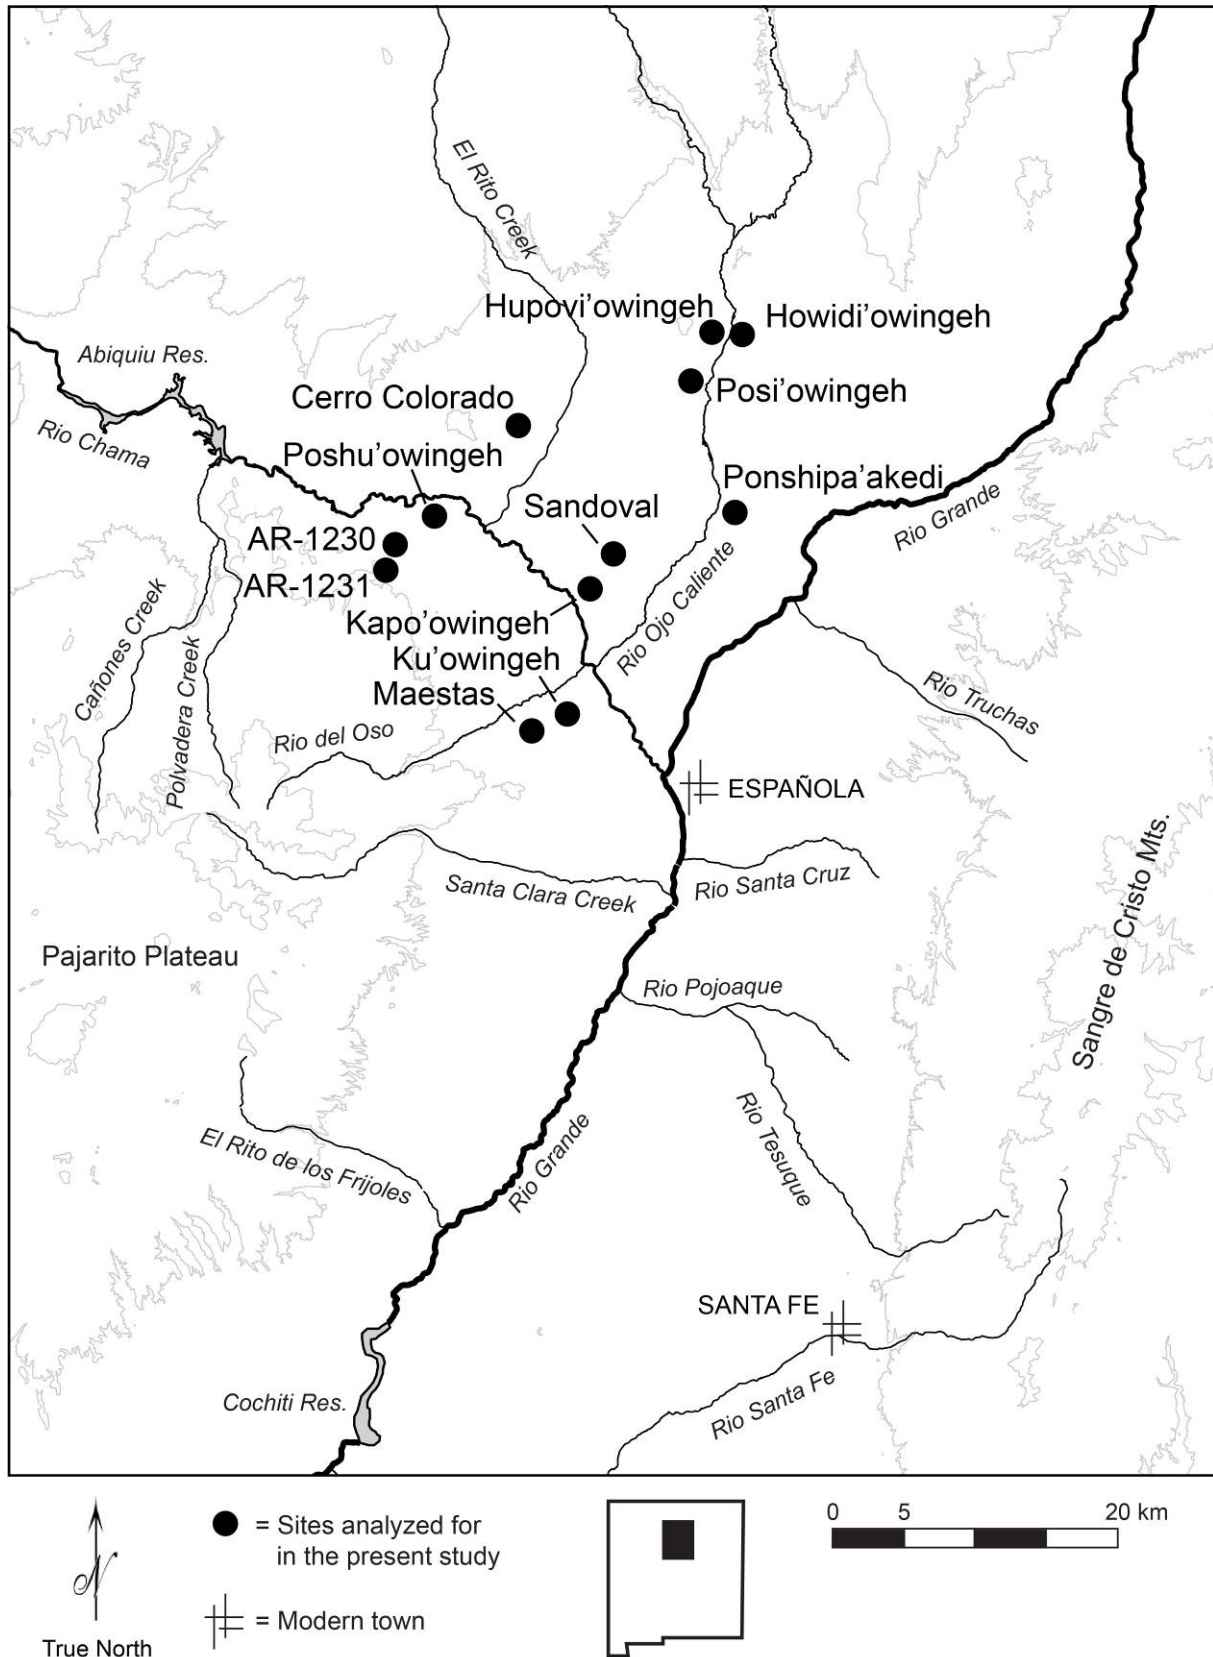 El Rito Creek
Hupovi'owingeh
Howidi'owingeh
Abiquiu Res.
Posi'owingeh
Cerro Colorado
Rio Chama
Poshu'owingeh
Ponshipa'akedi
Sandoval
Rio Grande
AR-1230
AR-1231
Kapo'owingeh
Rio Ojo Caliente
Cañones Creek
Polvadera Creek
Ku'owingeh
Maestas
Rio Truchas
Rio del Oso
ESPAÑOLA
Santa Clara Creek
Rio Santa Cruz
Sangre de Cristo Mts.
Pajarito Plateau
Rio Pojoaque
El Rito de los Frijoles
Rio Grande
Rio Tesuque
SANTA FE
Cochiti Res.
Rio Santa Fe
N
True North
= Sites analyzed for
in the present study
= Modern town
0 5 20 km